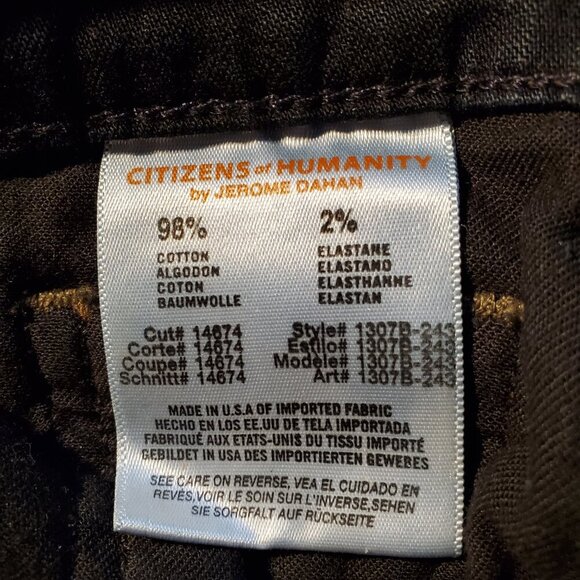 CITIZENS of HUMANITY
by JEROME DAHAN
98% 2%
COTTON ELASTANE
ALGODON ELASTANO
COTON ELASTHANNE
BAUMWOLLE ELASTAN
Cut# 14674 Style# 1307B-243
Corte# 14674 Estilo# 1307B-243
Coupe# 14674 Modele# 1307B-243
Schnitt# 14674 Art# 1307B-243
MADE IN U.S.A OF IMPORTED FABRIC
HECHO EN LOS EE.UU DE TELA IMPORTADA
FABRIQUÉ AUX ETATS-UNIS DU TISSU IMPORTÉ
GEBILDET IN USA DES IMPORTIERTEN GEWEBES
SEE CARE ON REVERSE, VEA EL CUIDADO EN
REVÉS,VOIR LE SOIN SUR L'INVERSE,SEHEN
SIE SORGFALT AUF RÜCKSEITE